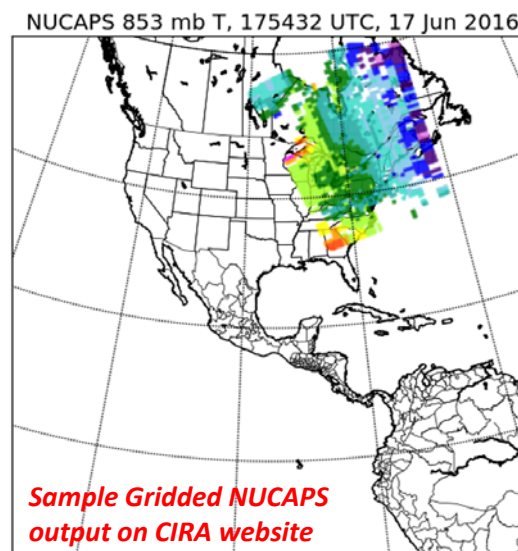 NUCAPS 853 mb T, 175432 UTC, 17 Jun 2016
Sample Gridded NUCAPS
output on CIRA website